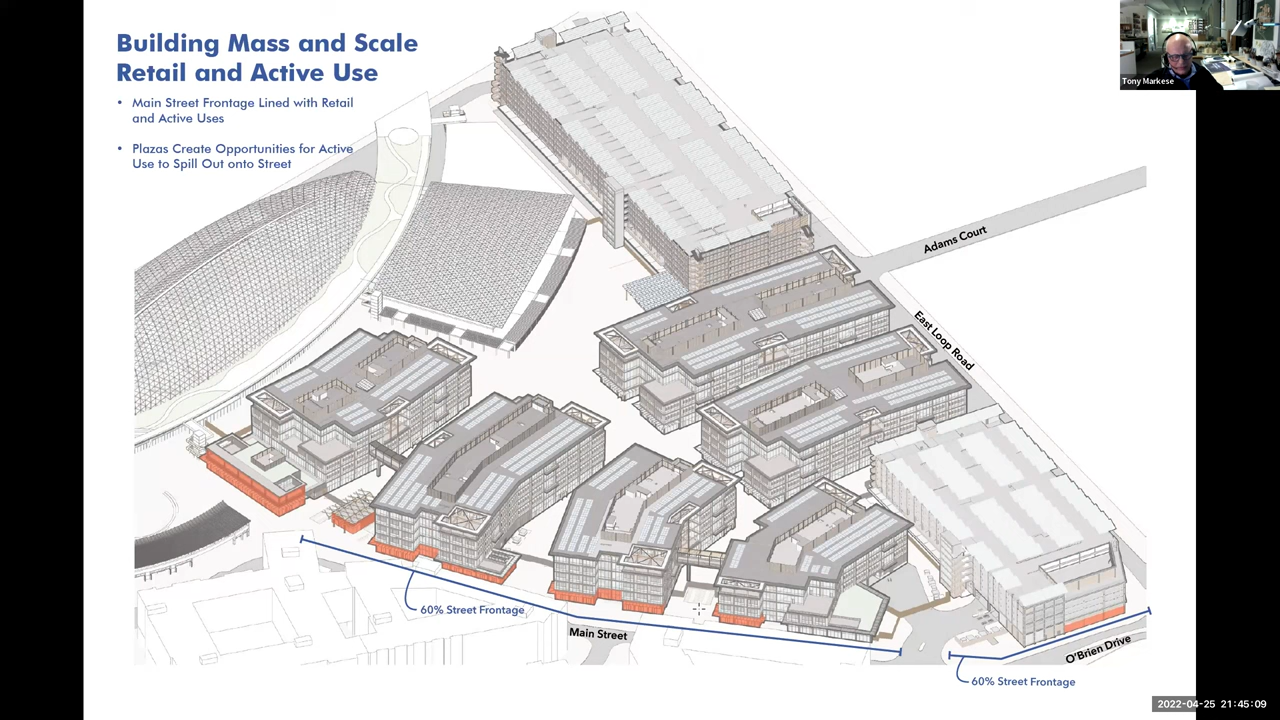 Building Mass and Scale
Retail and Active Use
• Main Street Frontage Lined with Retail
and Active Uses
• Plazas Create Opportunities for Active
Use to Spill Out onto Street
Tony Markese
Adams Court
East Loop Road
60% Street Frontage
Main Street
O'Brien Drive
60% Street Frontage
2022-04-25 21:45:09